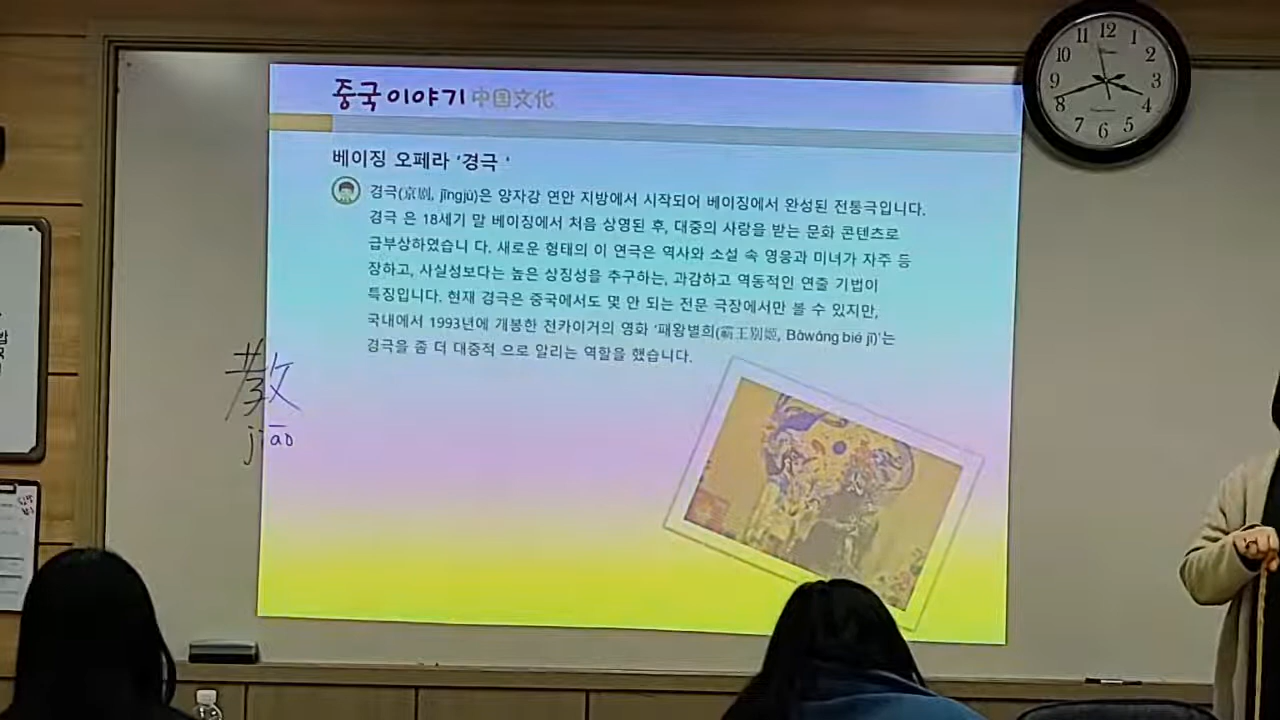 중국이야기 中国文化
베이징 오페라 '경극 '
경극(京剧, jīngjù)은 양자강 연안 지방에서 시작되어 베이징에서 완성된 전통극입니다.
경극 은 18세기 말 베이징에서 처음 상영된 후, 대중의 사랑을 받는 문화 콘텐츠로
급부상하였습니 다. 새로운 형태의 이 연극은 역사와 소설 속 영웅과 미녀가 자주 등
장하고, 사실성보다는 높은 상징성을 추구하는, 과감하고 역동적인 연출 기법이
특징입니다. 현재 경극은 중국에서도 몇 안 되는 전문 극장에서만 볼 수 있지만,
국내에서 1993년에 개봉한 천카이거의 영화 '패왕별희(霸王别姬, Bàwáng bié jī)'는
경극을 좀 더 대중적 으로 알리는 역할을 했습니다.
教
jiāo
12
1
2
3
4
5
6
7
8
9
10
11